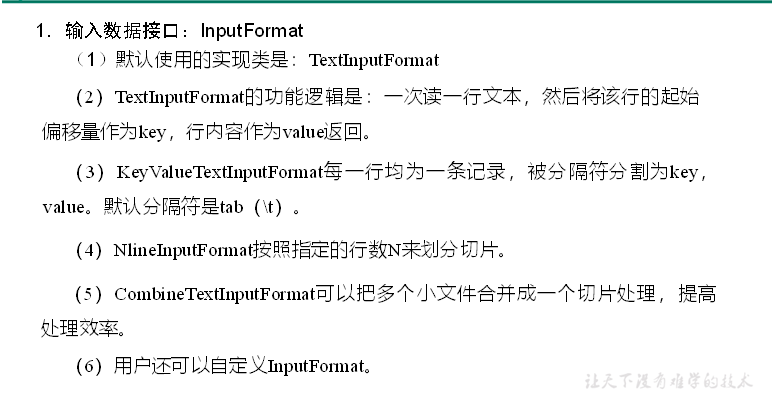 1．输入数据接口：InputFormat
（1）默认使用的实现类是：TextInputFormat
（2）TextInputFormat的功能逻辑是：一次读一行文本，然后将该行的起始
偏移量作为key，行内容作为value返回。
（3）KeyValueTextInputFormat每一行均为一条记录，被分隔符分割为key，
value。默认分隔符是tab（\t）。
（4）NlineInputFormat按照指定的行数N来划分切片。
（5）CombineTextInputFormat可以把多个小文件合并成一个切片处理，提高
处理效率。
（6）用户还可以自定义InputFormat。
让天下没有难学的技术